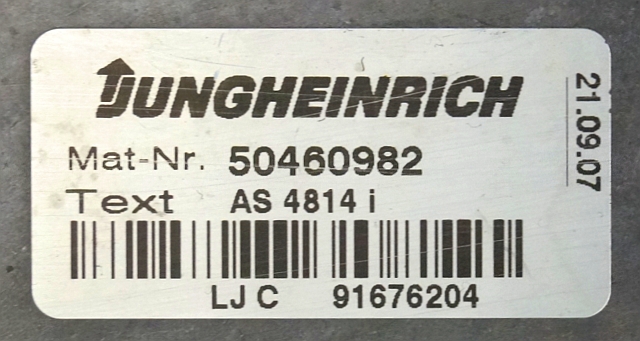 JUNGHEINRICH
Mat-Nr. 50460982
Text AS 4814 i
LJ C 91676204
21.09.07